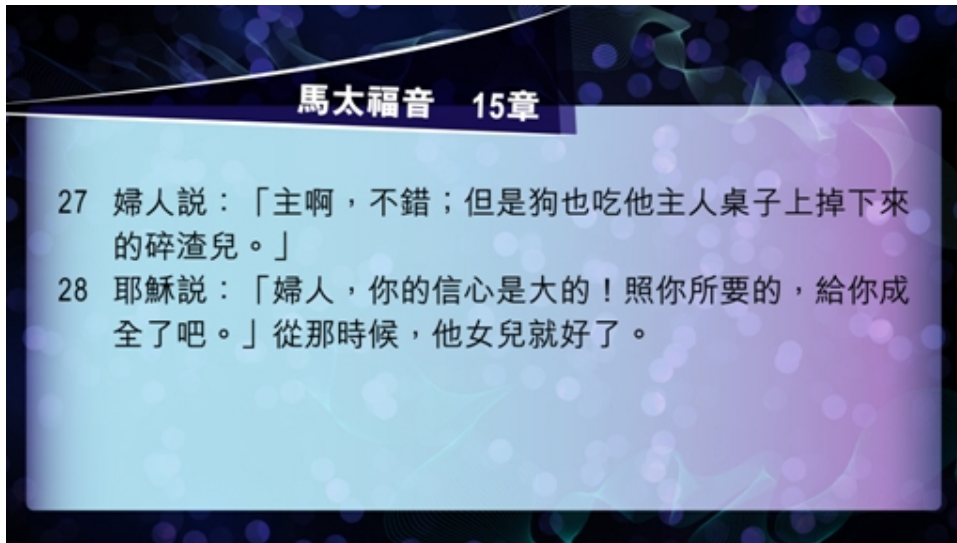 馬太福音 15章
27 婦人説：「主啊，不錯；但是狗也吃他主人桌子上掉下來
的碎渣兒。」
28 耶穌説：「婦人，你的信心是大的！照你所要的，給你成
全了吧。」從那時候，他女兒就好了。